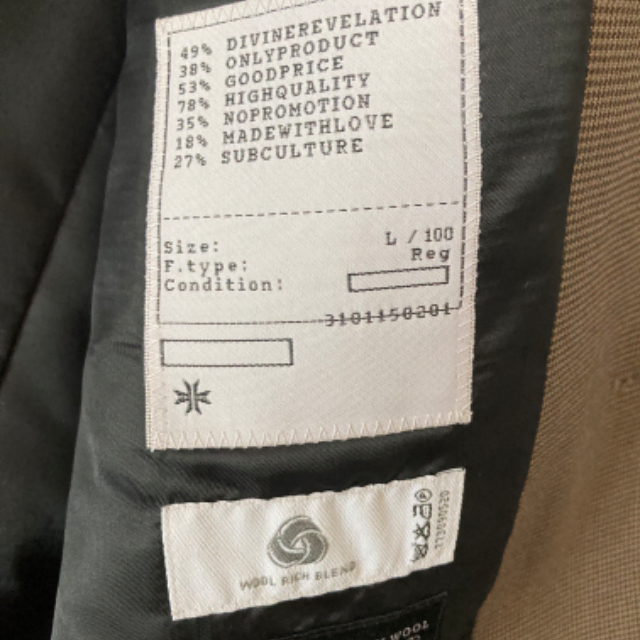 49% DIVINEREVELATION
38% ONLYPRODUCT
53% GOODPRICE
78% HIGHQUALITY
35% NOPROMOTION
18% MADEWITHLOVE
27% SUBCULTURE
Size: L / 100
F.type: Reg
Condition:
3101150201
WOOL RICH BLEND
WOOL